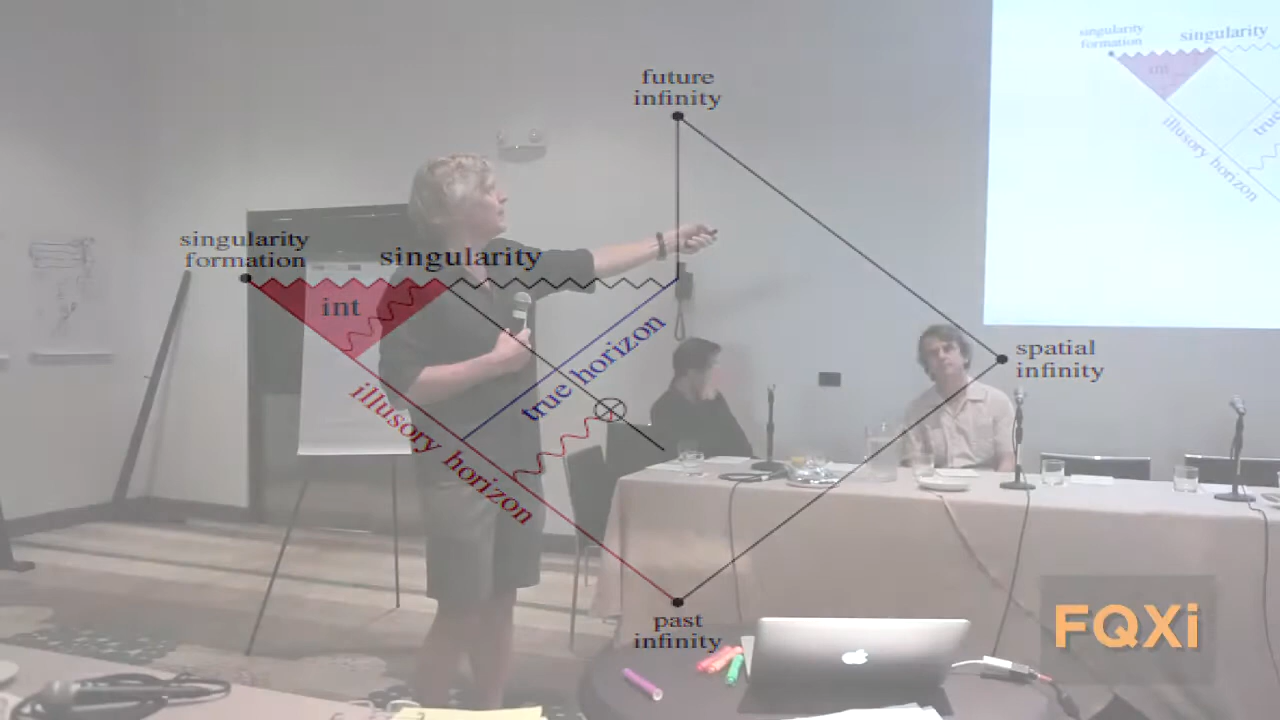 future
infinity
singularity
formation
singularity
int
true horizon
illusory horizon
spatial
infinity
past
infinity
singularity
formation
singularity
int
true
illusory horizon
FQXi